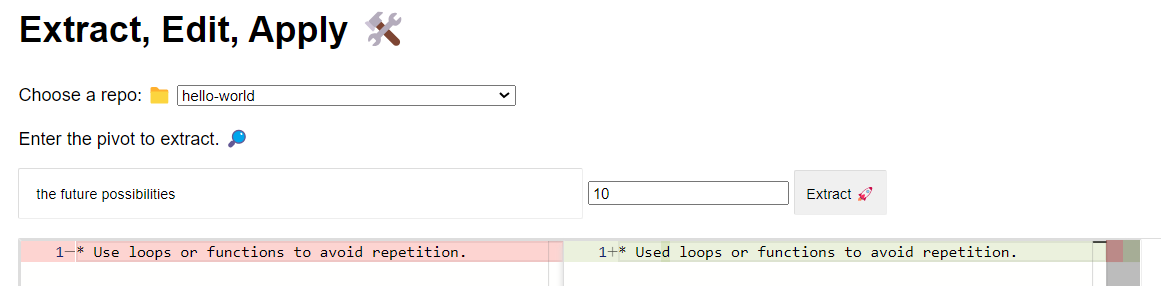 Extract, Edit, Apply
Choose a repo: hello-world
Enter the pivot to extract.
the future possibilities 10 Extract
1−* Use loops or functions to avoid repetition. 1+* Used loops or functions to avoid repetition.